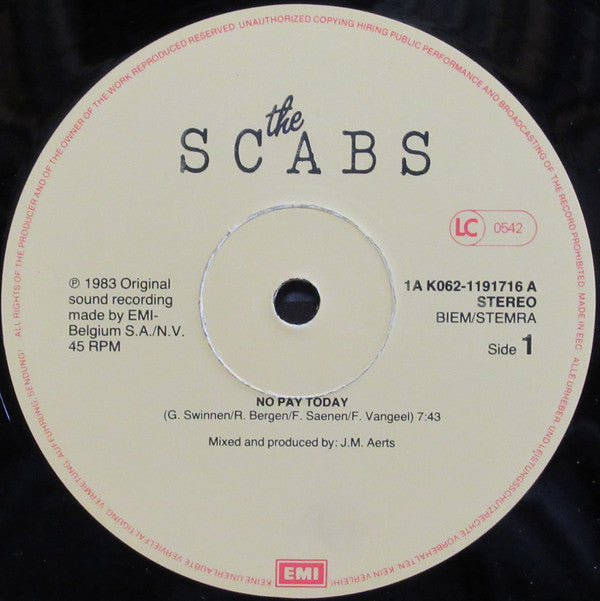 ALL RIGHTS OF THE PRODUCER AND OF THE OWNER OF THE WORK REPRODUCED RESERVED. UNAUTHORIZED COPYING HIRING PUBLIC PERFORMANCE AND BROADCASTING OF THE RECORD PROHIBITED. MADE IN EEC.
the
SCABS
LC 0542
℗ 1983 Original
sound recording
made by EMI-
Belgium S.A./N.V.
45 RPM
1A K062-1191716 A
STEREO
BIEM/STEMRA
Side 1
NO PAY TODAY
(G. Swinnen/R. Bergen/F. Saenen/F. Vangeel) 7:43
Mixed and produced by: J.M. Aerts
ALLE URHEBER- UND LEISTUNGSSCHUTZRECHTE VORBEHALTEN. KEIN VERLEIH! KEINE UNERLAUBTE VERVIELFÄLTIGUNG, VERMIETUNG, AUFFÜHRUNG, SENDUNG!
EMI